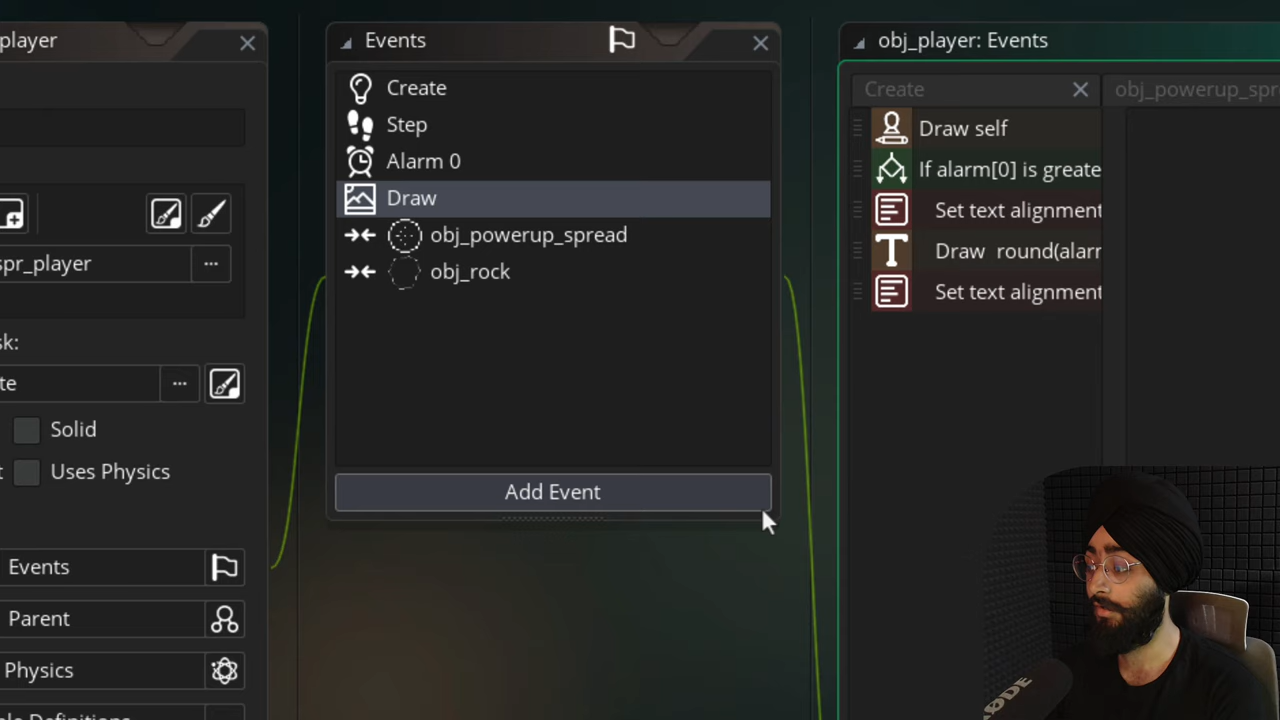 player
spr_player
...
sk:
te
...
Solid
t
Uses Physics
Events
Parent
Physics
Events
Create
Step
Alarm 0
Draw
obj_powerup_spread
obj_rock
Add Event
obj_player: Events
Create
obj_powerup_spr
Draw self
If alarm[0] is greate
Set text alignment
Draw round(alarm
Set text alignment
RØDE